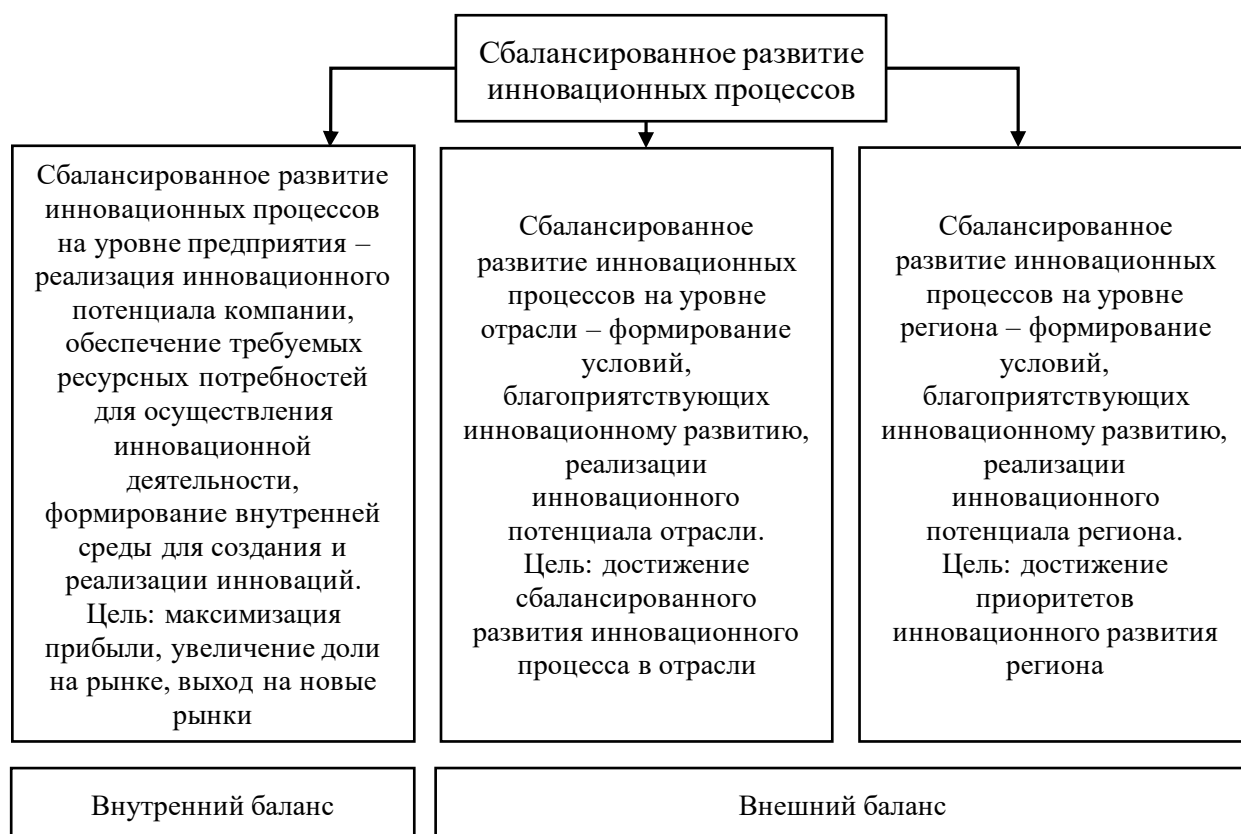 Сбалансированное развитие
инновационных процессов
Сбалансированное развитие
инновационных процессов
на уровне предприятия –
реализация инновационного
потенциала компании,
обеспечение требуемых
ресурсных потребностей
для осуществления
инновационной
деятельности,
формирование внутренней
среды для создания и
реализации инноваций.
Цель: максимизация
прибыли, увеличение доли
на рынке, выход на новые
рынки
Сбалансированное
развитие инновационных
процессов на уровне
отрасли – формирование
условий,
благоприятствующих
инновационному развитию,
реализации
инновационного
потенциала отрасли.
Цель: достижение
сбалансированного
развития инновационного
процесса в отрасли
Сбалансированное
развитие инновационных
процессов на уровне
региона – формирование
условий,
благоприятствующих
инновационному развитию,
реализации
инновационного
потенциала региона.
Цель: достижение
приоритетов
инновационного развития
региона
Внутренний баланс
Внешний баланс